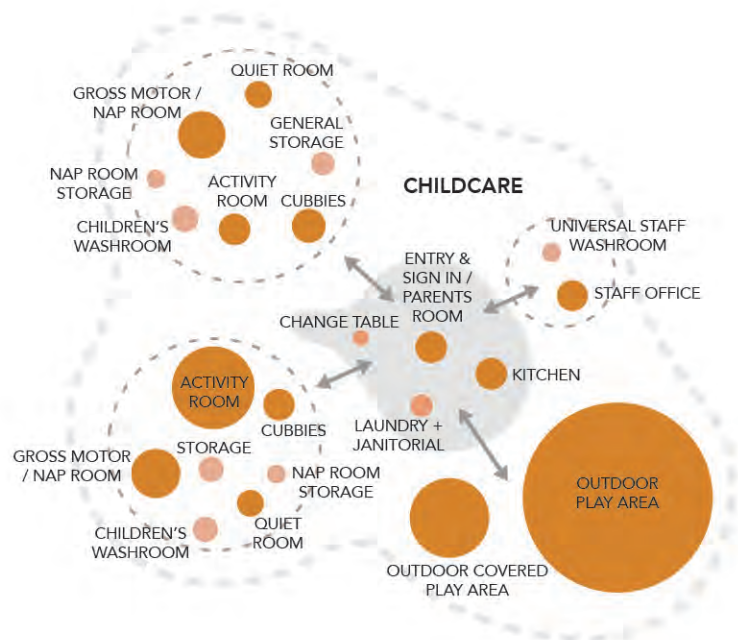 QUIET ROOM
GROSS MOTOR /
NAP ROOM
GENERAL
STORAGE
NAP ROOM
STORAGE
ACTIVITY
ROOM
CUBBIES
CHILDREN'S
WASHROOM
CHILDCARE
UNIVERSAL STAFF
WASHROOM
STAFF OFFICE
ENTRY &
SIGN IN /
PARENTS
ROOM
CHANGE TABLE
KITCHEN
LAUNDRY +
JANITORIAL
ACTIVITY
ROOM
CUBBIES
STORAGE
GROSS MOTOR
/ NAP ROOM
NAP ROOM
STORAGE
QUIET
ROOM
CHILDREN'S
WASHROOM
OUTDOOR
PLAY AREA
OUTDOOR COVERED
PLAY AREA